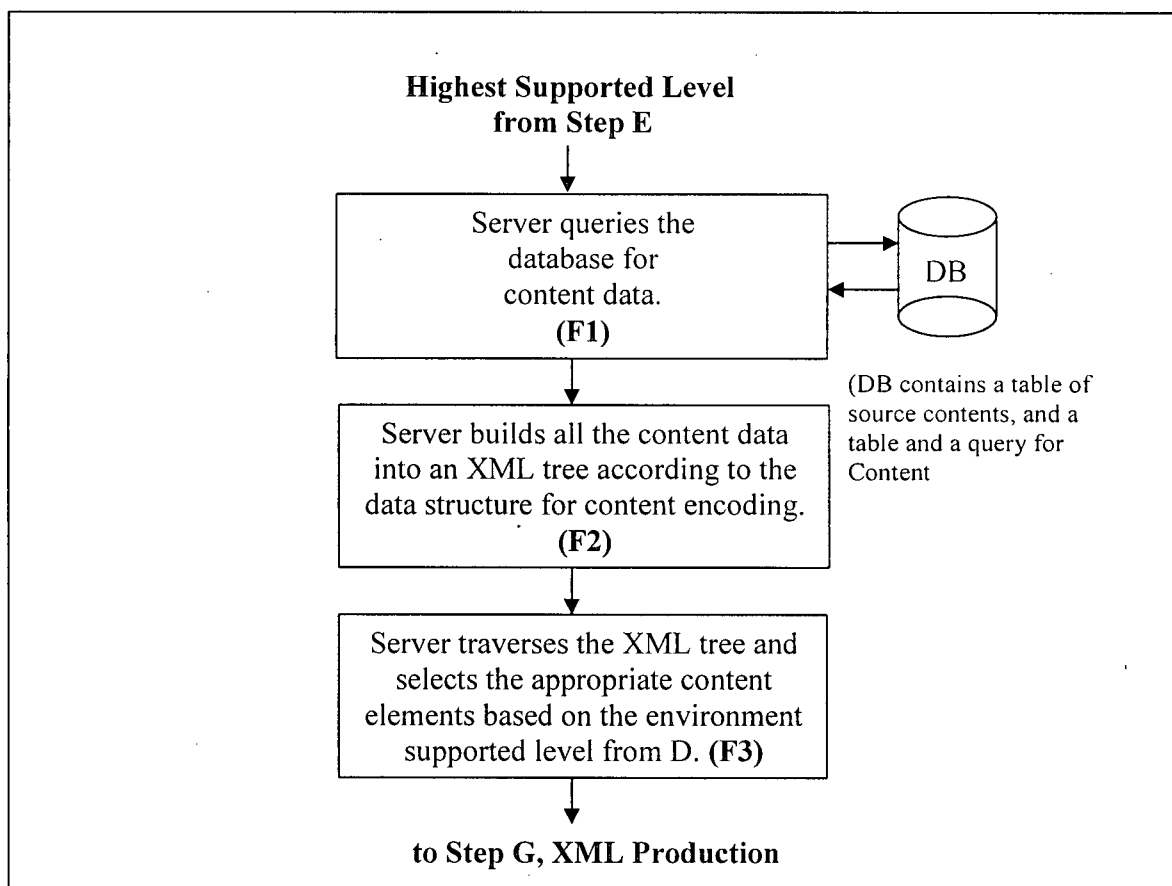 Highest Supported Level
from Step E
Server queries the
database for
content data.
(F1)
DB
(DB contains a table of
source contents, and a
table and a query for
Content
Server builds all the content data
into an XML tree according to the
data structure for content encoding.
(F2)
Server traverses the XML tree and
selects the appropriate content
elements based on the environment
supported level from D. (F3)
to Step G, XML Production